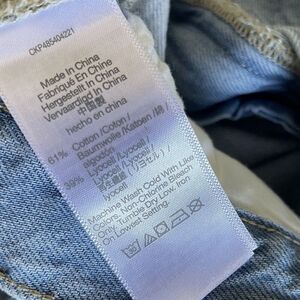 CKP485404221
Made In China
Fabriqué En Chine
Hergestellt In China
Vervaardigd In China
中国製
hecho en china
61% Cotton/Coton/
Baumwolle/Katoen/綿
algodon
39% Lyocell/Lyocell/
Lyocell/Lyocell/
Lyocell
Machine Wash Cold With Like
Colors. Non-Chlorine Bleach
Only. Tumble Dry Low. Iron
On Lowest Setting.